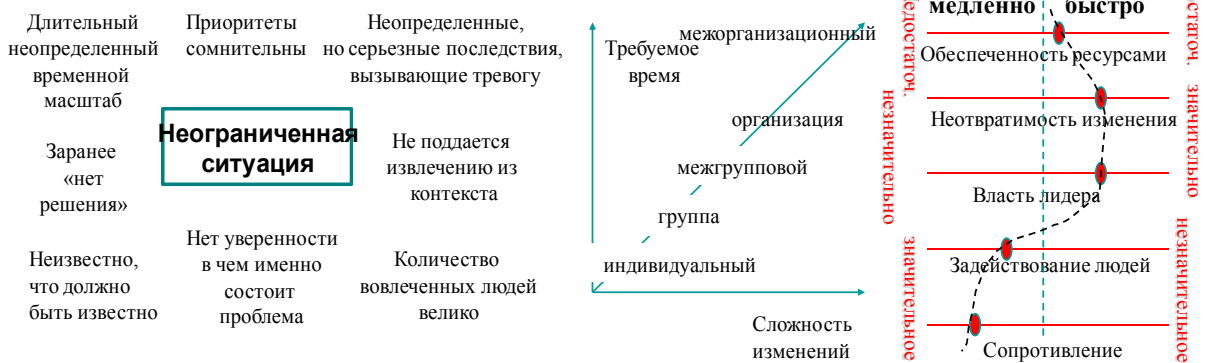 Длительный
неопределенный
временной
масштаб
Приоритеты
сомнительны
Неопределенные,
но серьезные последствия,
вызывающие тревогу
Заранее
«нет
решения»
Неограниченная
ситуация
Не поддается
извлечению из
контекста
Неизвестно,
что должно
быть известно
Нет уверенности
в чем именно
состоит
проблема
Количество
вовлеченных людей
велико
Требуемое
время
межорганизационный
организация
межгрупповой
группа
индивидуальный
Сложность
изменений
медленно быстро
Обеспеченность ресурсами
Неотвратимость изменения
Власть лидера
Задействование людей
Сопротивление
незначительно
значительное
значительно
незначительное